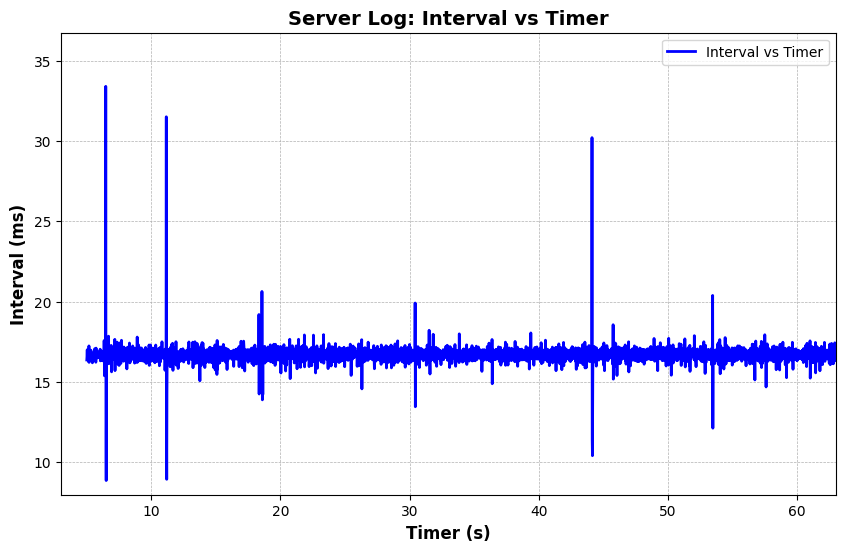 Server Log: Interval vs Timer
Interval vs Timer
35
30
25
20
15
10
Interval (ms)
10 20 30 40 50 60
Timer (s)